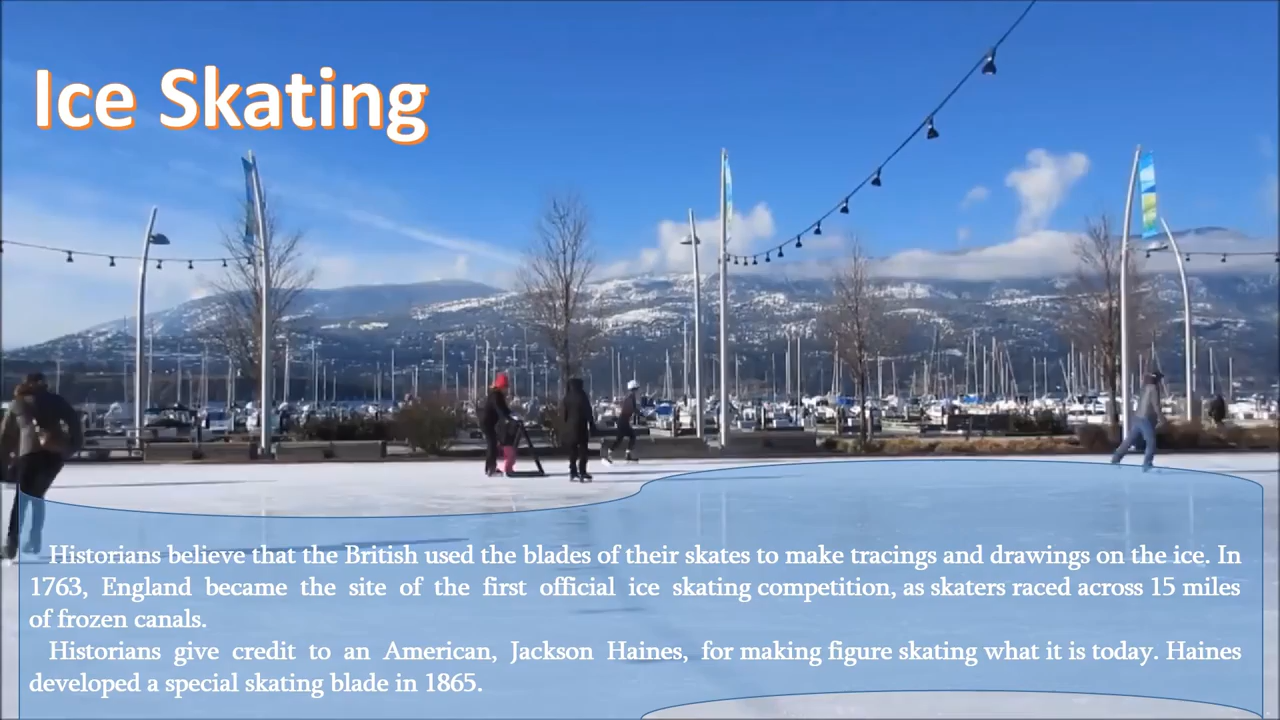 Ice Skating
Historians believe that the British used the blades of their skates to make tracings and drawings on the ice. In
1763, England became the site of the first official ice skating competition, as skaters raced across 15 miles
of frozen canals.
Historians give credit to an American, Jackson Haines, for making figure skating what it is today. Haines
developed a special skating blade in 1865.